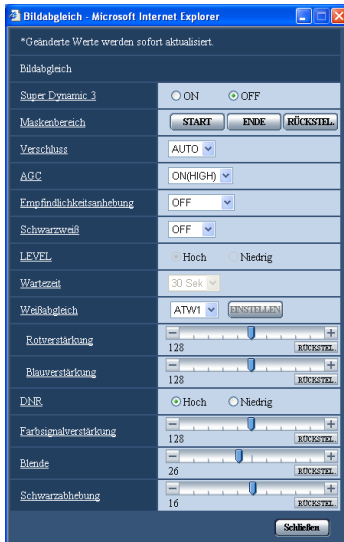 Bildabgleich - Microsoft Internet Explorer
*Geänderte Werte werden sofort aktualisiert.
Bildabgleich
Super Dynamic 3 ON OFF
Maskenbereich START ENDE RÜCKSTEL.
Verschluss AUTO
AGC ON(HIGH)
Empfindlichkeitsanhebung OFF
Schwarzweiß OFF
LEVEL Hoch Niedrig
Wartezeit 30 Sek
Weißabgleich ATW1 EINSTELLEN
Rotverstärkung
128 RÜCKSTEL.
Blauverstärkung
128 RÜCKSTEL.
DNR Hoch Niedrig
Farbsignalverstärkung
128 RÜCKSTEL.
Blende
26 RÜCKSTEL.
Schwarzabhebung
16 RÜCKSTEL.
Schließen